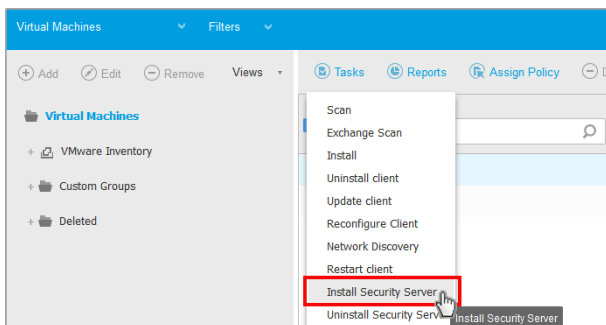 Virtual Machines Filters
Add Edit Remove Views Tasks Reports Assign Policy
Virtual Machines
VMware Inventory
Custom Groups
Deleted
Scan
Exchange Scan
Install
Uninstall client
Update client
Reconfigure Client
Network Discovery
Restart client
Install Security Server
Uninstall Security
Install Security Server